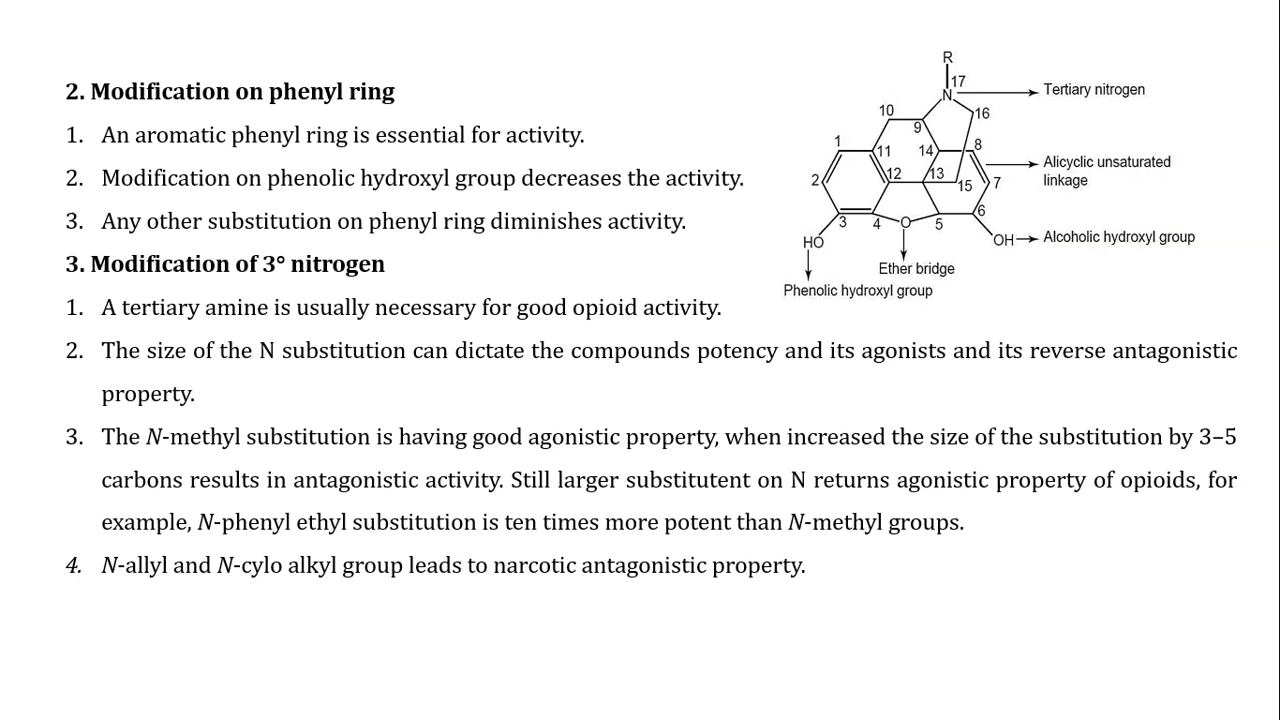 2. Modification on phenyl ring
1. An aromatic phenyl ring is essential for activity.
2. Modification on phenolic hydroxyl group decreases the activity.
3. Any other substitution on phenyl ring diminishes activity.
3. Modification of 3° nitrogen
1. A tertiary amine is usually necessary for good opioid activity.
2. The size of the N substitution can dictate the compounds potency and its agonists and its reverse antagonistic
property.
3. The N-methyl substitution is having good agonistic property, when increased the size of the substitution by 3–5
carbons results in antagonistic activity. Still larger substitutent on N returns agonistic property of opioids, for
example, N-phenyl ethyl substitution is ten times more potent than N-methyl groups.
4. N-allyl and N-cylo alkyl group leads to narcotic antagonistic property.
R
17
N
Tertiary nitrogen
10
9
16
1
11
14
8
Alicyclic unsaturated
linkage
2
12
13
15
7
3
4
O
5
6
HO
OH
Alcoholic hydroxyl group
Ether bridge
Phenolic hydroxyl group